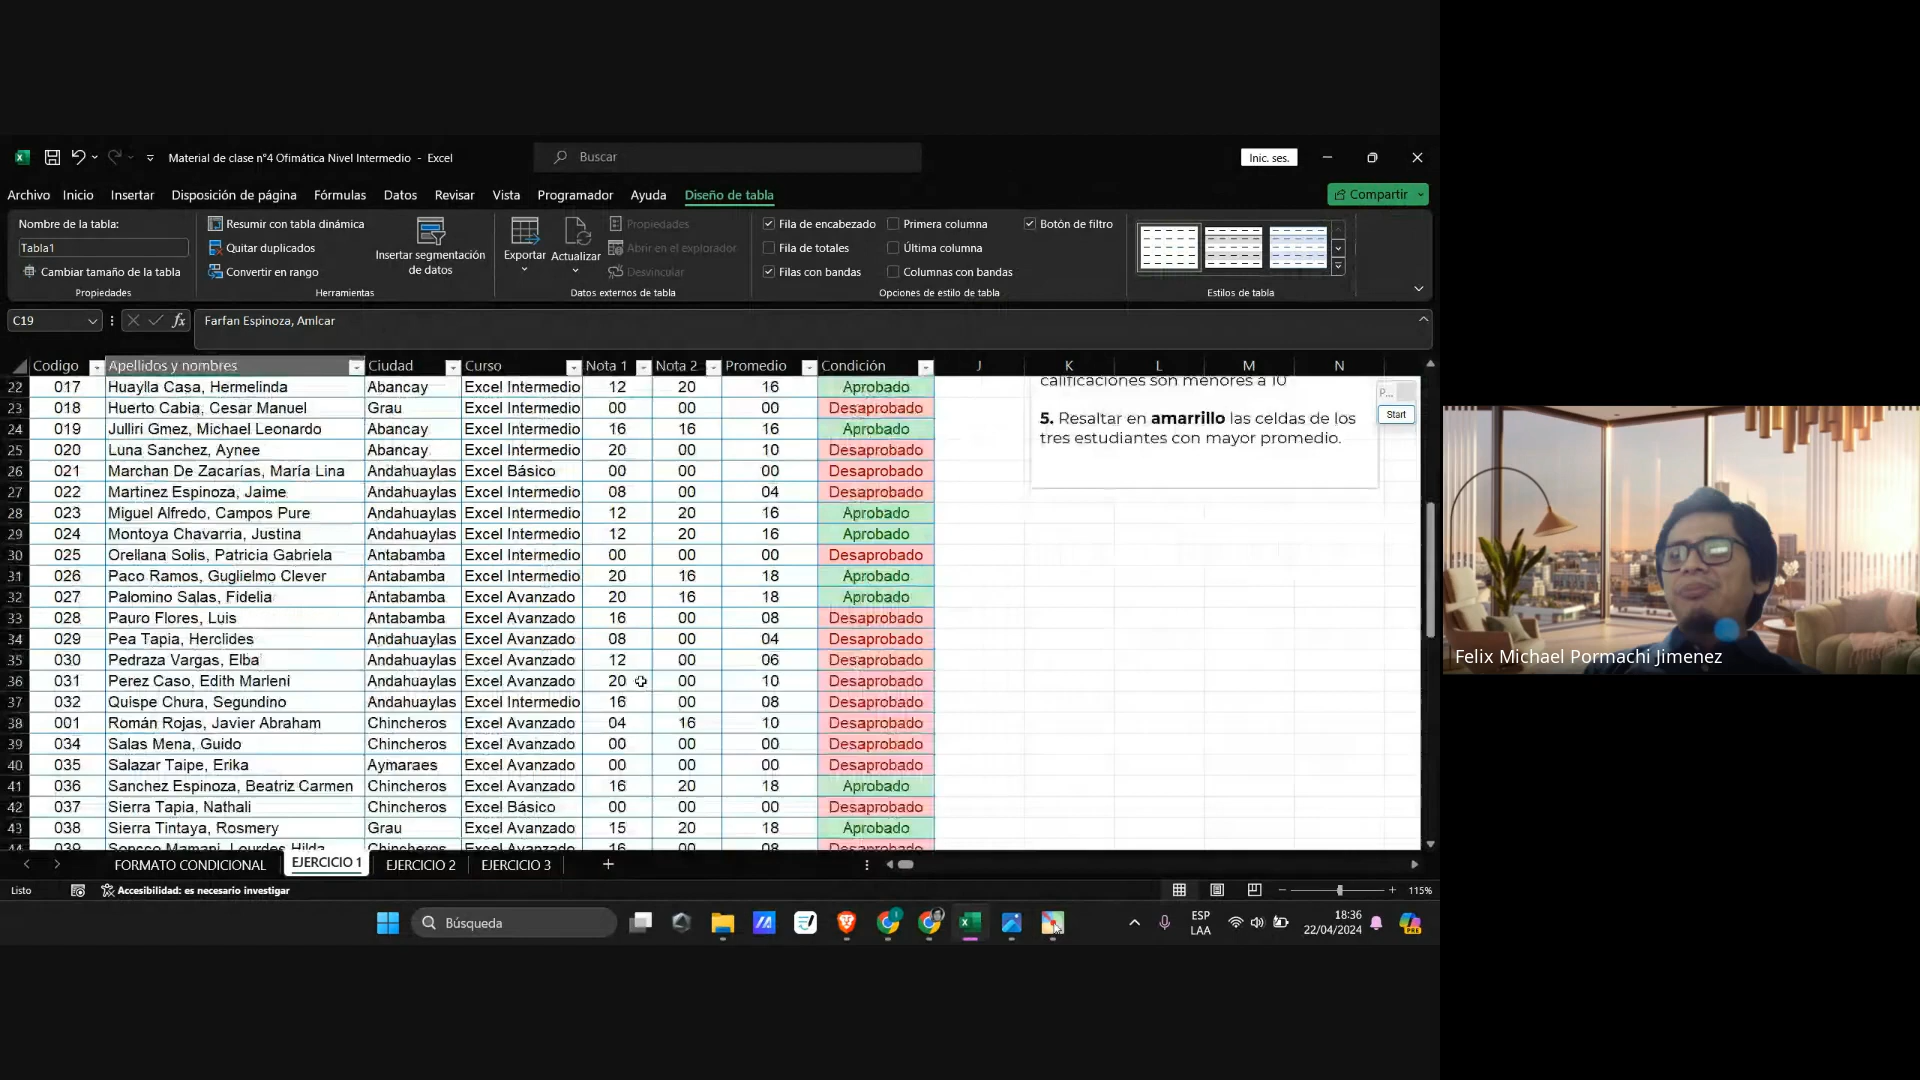 Material de clase n°4 Ofimática Nivel Intermedio - Excel
Buscar
Inic. ses.
Archivo Inicio Insertar Disposición de página Fórmulas Datos Revisar Vista Programador Ayuda Diseño de tabla
Compartir
Nombre de la tabla:
Tabla1
Cambiar tamaño de la tabla
Propiedades
Resumir con tabla dinámica
Quitar duplicados
Convertir en rango
Insertar segmentación
de datos
Herramientas
Exportar
Actualizar
Propiedades
Abrir en el explorador
Desvincular
Datos externos de tabla
Fila de encabezado
Fila de totales
Filas con bandas
Primera columna
Última columna
Columnas con bandas
Botón de filtro
Opciones de estilo de tabla
Estilos de tabla
C19
fx
Farfan Espinoza, Amlcar
Codigo Apellidos y nombres Ciudad Curso Nota 1 Nota 2 Promedio Condición J K L M N
22 017 Huaylla Casa, Hermelinda Abancay Excel Intermedio 12 20 16 Aprobado
23 018 Huerto Cabia, Cesar Manuel Grau Excel Intermedio 00 00 00 Desaprobado
24 019 Julliri Gmez, Michael Leonardo Abancay Excel Intermedio 16 16 16 Aprobado
25 020 Luna Sanchez, Aynee Abancay Excel Intermedio 20 00 10 Desaprobado
26 021 Marchan De Zacarías, María Lina Andahuaylas Excel Básico 00 00 00 Desaprobado
27 022 Martinez Espinoza, Jaime Andahuaylas Excel Intermedio 08 00 04 Desaprobado
28 023 Miguel Alfredo, Campos Pure Andahuaylas Excel Intermedio 12 20 16 Aprobado
29 024 Montoya Chavarria, Justina Andahuaylas Excel Intermedio 12 20 16 Aprobado
30 025 Orellana Solis, Patricia Gabriela Antabamba Excel Intermedio 00 00 00 Desaprobado
31 026 Paco Ramos, Guglielmo Clever Antabamba Excel Intermedio 20 16 18 Aprobado
32 027 Palomino Salas, Fidelia Antabamba Excel Avanzado 20 16 18 Aprobado
33 028 Pauro Flores, Luis Antabamba Excel Avanzado 16 00 08 Desaprobado
34 029 Pea Tapia, Herclides Andahuaylas Excel Avanzado 08 00 04 Desaprobado
35 030 Pedraza Vargas, Elba Andahuaylas Excel Avanzado 12 00 06 Desaprobado
36 031 Perez Caso, Edith Marleni Andahuaylas Excel Avanzado 20 00 10 Desaprobado
37 032 Quispe Chura, Segundino Andahuaylas Excel Intermedio 16 00 08 Desaprobado
38 001 Román Rojas, Javier Abraham Chincheros Excel Avanzado 04 16 10 Desaprobado
39 034 Salas Mena, Guido Chincheros Excel Avanzado 00 00 00 Desaprobado
40 035 Salazar Taipe, Erika Aymaraes Excel Avanzado 00 00 00 Desaprobado
41 036 Sanchez Espinoza, Beatriz Carmen Chincheros Excel Avanzado 16 20 18 Aprobado
42 037 Sierra Tapia, Nathali Chincheros Excel Básico 00 00 00 Desaprobado
43 038 Sierra Tintaya, Rosmery Grau Excel Avanzado 15 20 18 Aprobado
44 039 Soncco Mamani, Lourdes Hilda Chincheros Excel Avanzado 16 00 08 Desaprobado
calificaciones son menores a 10
5. Resaltar en amarrillo las celdas de los
tres estudiantes con mayor promedio.
P...
Start
FORMATO CONDICIONAL EJERCICIO 1 EJERCICIO 2 EJERCICIO 3
Listo
Accesibilidad: es necesario investigar
115%
Búsqueda
ESP
LAA
18:36
22/04/2024
PRE
Felix Michael Pormachi Jimenez